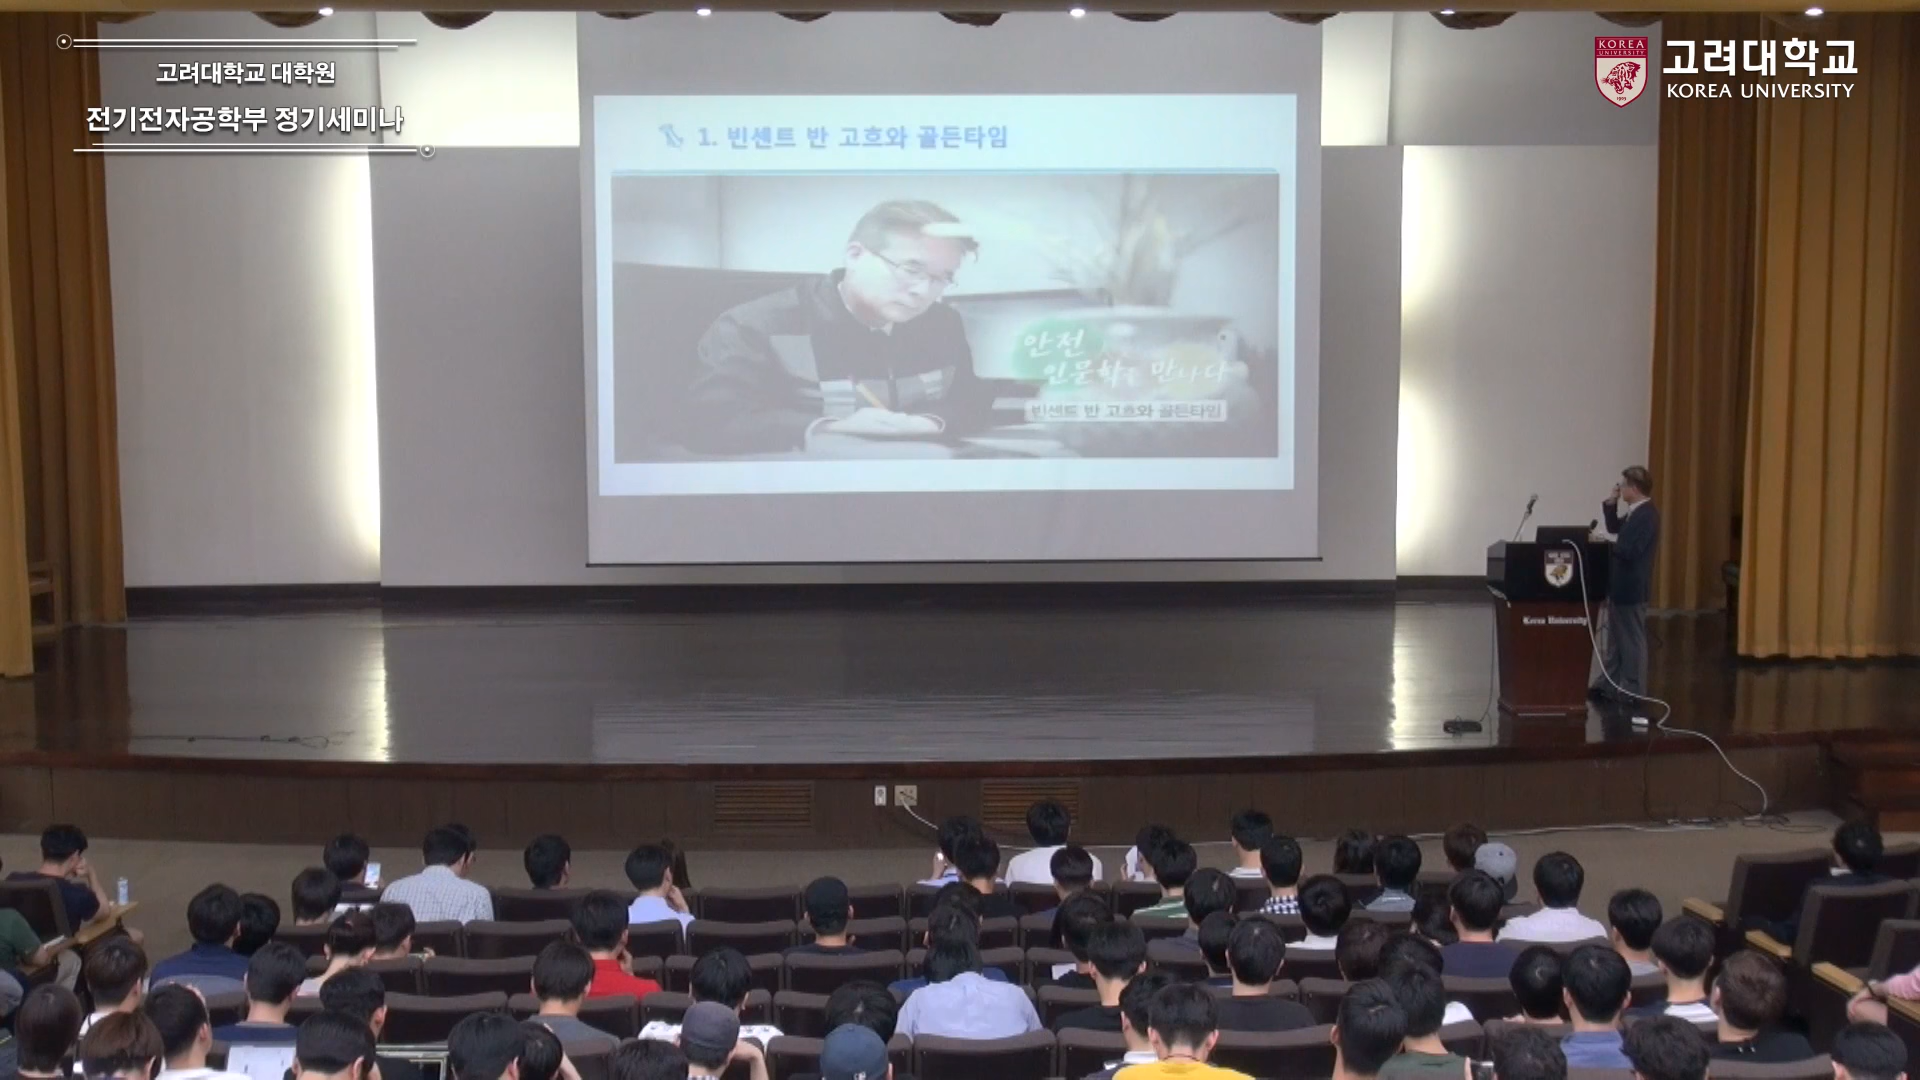 고려대학교 대학원
전기전자공학부 정기세미나
KOREA
UNIVERSITY
1905
고려대학교
KOREA UNIVERSITY
1. 빈센트 반 고흐와 골든타임
안전
인문학을 만나다
빈센트 반 고흐와 골든타임
Korea University